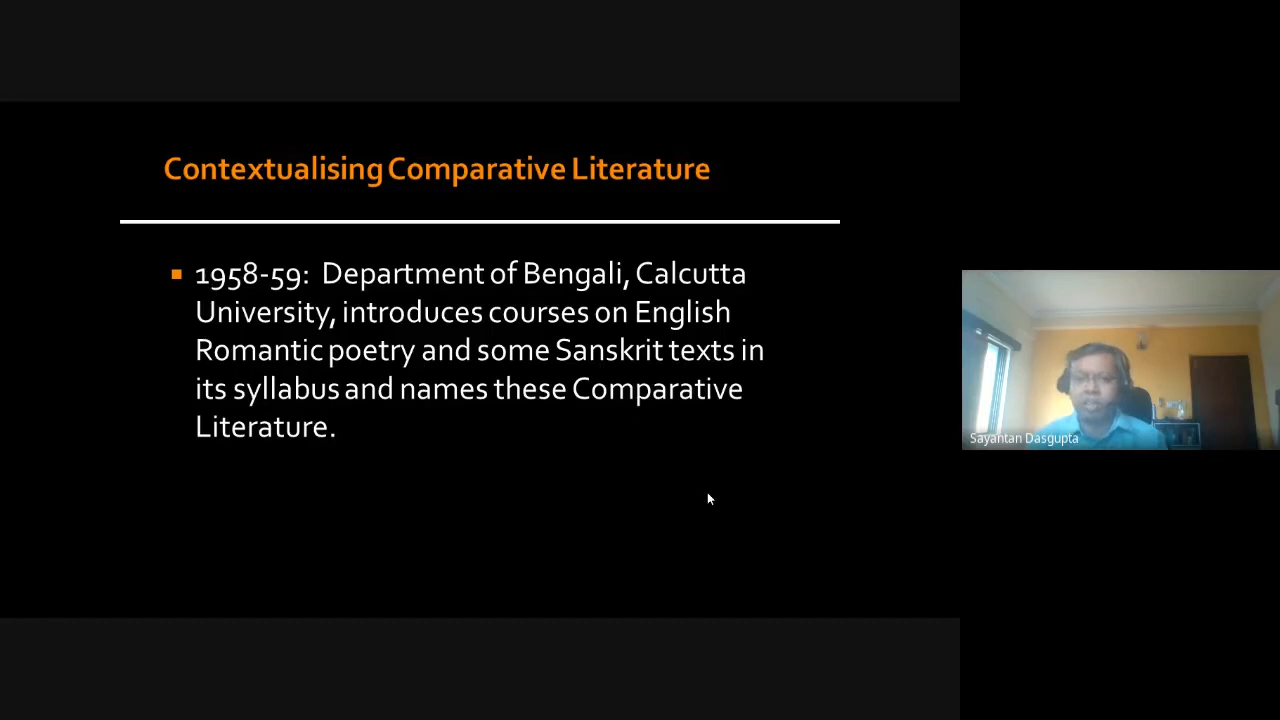 Contextualising Comparative Literature
1958-59: Department of Bengali, Calcutta
University, introduces courses on English
Romantic poetry and some Sanskrit texts in
its syllabus and names these Comparative
Literature.
Sayantan Dasgupta